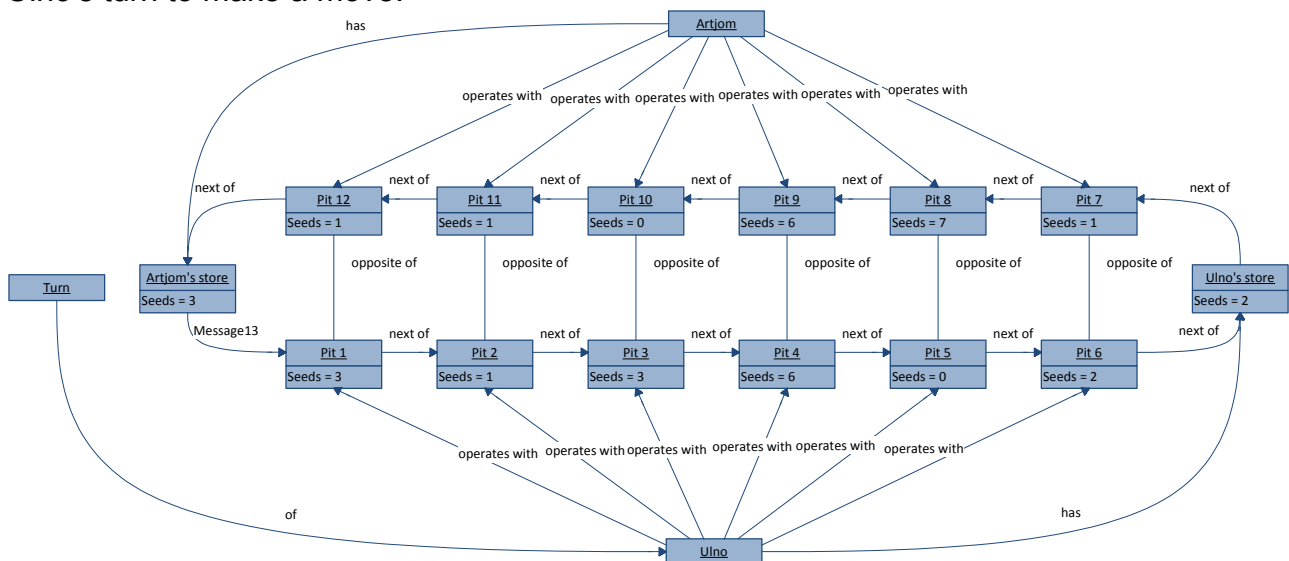 Ulno's turn to make a move.
Artjom
has
operates with operates with operates with operates with operates with operates with
next of next of next of next of next of next of next of
Pit 12 Pit 11 Pit 10 Pit 9 Pit 8 Pit 7
Seeds = 1 Seeds = 1 Seeds = 0 Seeds = 6 Seeds = 7 Seeds = 1
opposite of opposite of opposite of opposite of opposite of opposite of
Turn Artjom's store Ulno's store
Seeds = 3 Seeds = 2
Message13 next of next of next of next of next of next of
Pit 1 Pit 2 Pit 3 Pit 4 Pit 5 Pit 6
Seeds = 3 Seeds = 1 Seeds = 3 Seeds = 6 Seeds = 0 Seeds = 2
operates with operates with operates with operates with operates with operates with
of has
Ulno